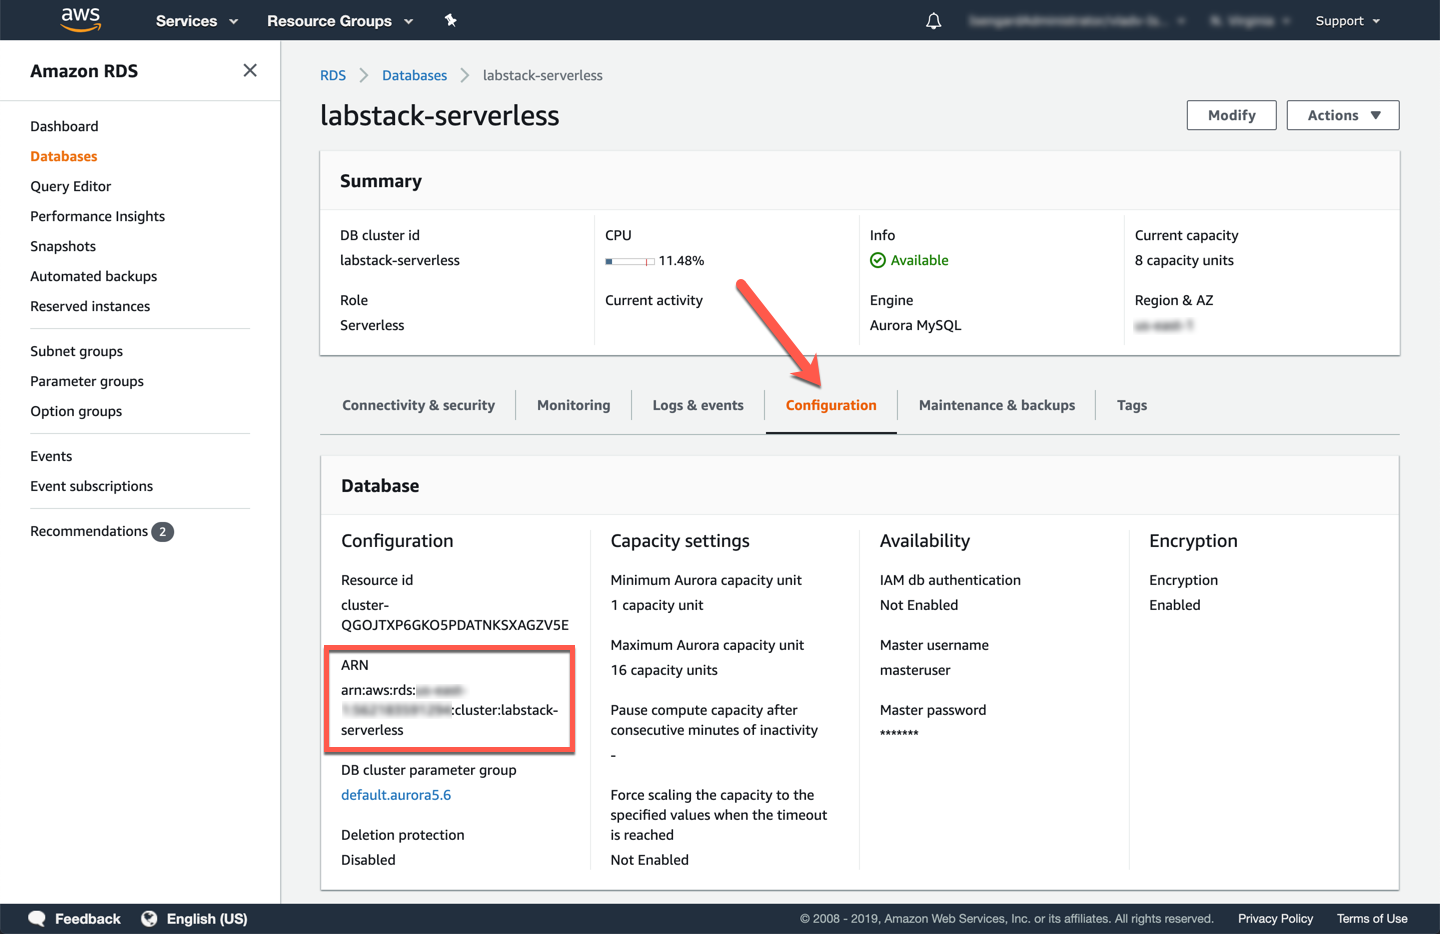 aws Services Resource Groups Support
Amazon RDS
Dashboard
Databases
Query Editor
Performance Insights
Snapshots
Automated backups
Reserved instances
Subnet groups
Parameter groups
Option groups
Events
Event subscriptions
Recommendations 2
RDS Databases labstack-serverless
labstack-serverless
Modify Actions
Summary
DB cluster id
labstack-serverless
Role
Serverless
CPU
11.48%
Current activity
Info
Available
Engine
Aurora MySQL
Current capacity
8 capacity units
Region & AZ
Connectivity & security Monitoring Logs & events Configuration Maintenance & backups Tags
Database
Configuration
Resource id
cluster-
QGOJTXP6GKO5PDATNKSXAGZV5E
ARN
arn:aws:rds:
:cluster:labstack-
serverless
DB cluster parameter group
default.aurora5.6
Deletion protection
Disabled
Capacity settings
Minimum Aurora capacity unit
1 capacity unit
Maximum Aurora capacity unit
16 capacity units
Pause compute capacity after
consecutive minutes of inactivity
-
Force scaling the capacity to the
specified values when the timeout
is reached
Not Enabled
Availability
IAM db authentication
Not Enabled
Master username
masteruser
Master password
*******
Encryption
Encryption
Enabled
Feedback English (US) © 2008 - 2019, Amazon Web Services, Inc. or its affiliates. All rights reserved. Privacy Policy Terms of Use